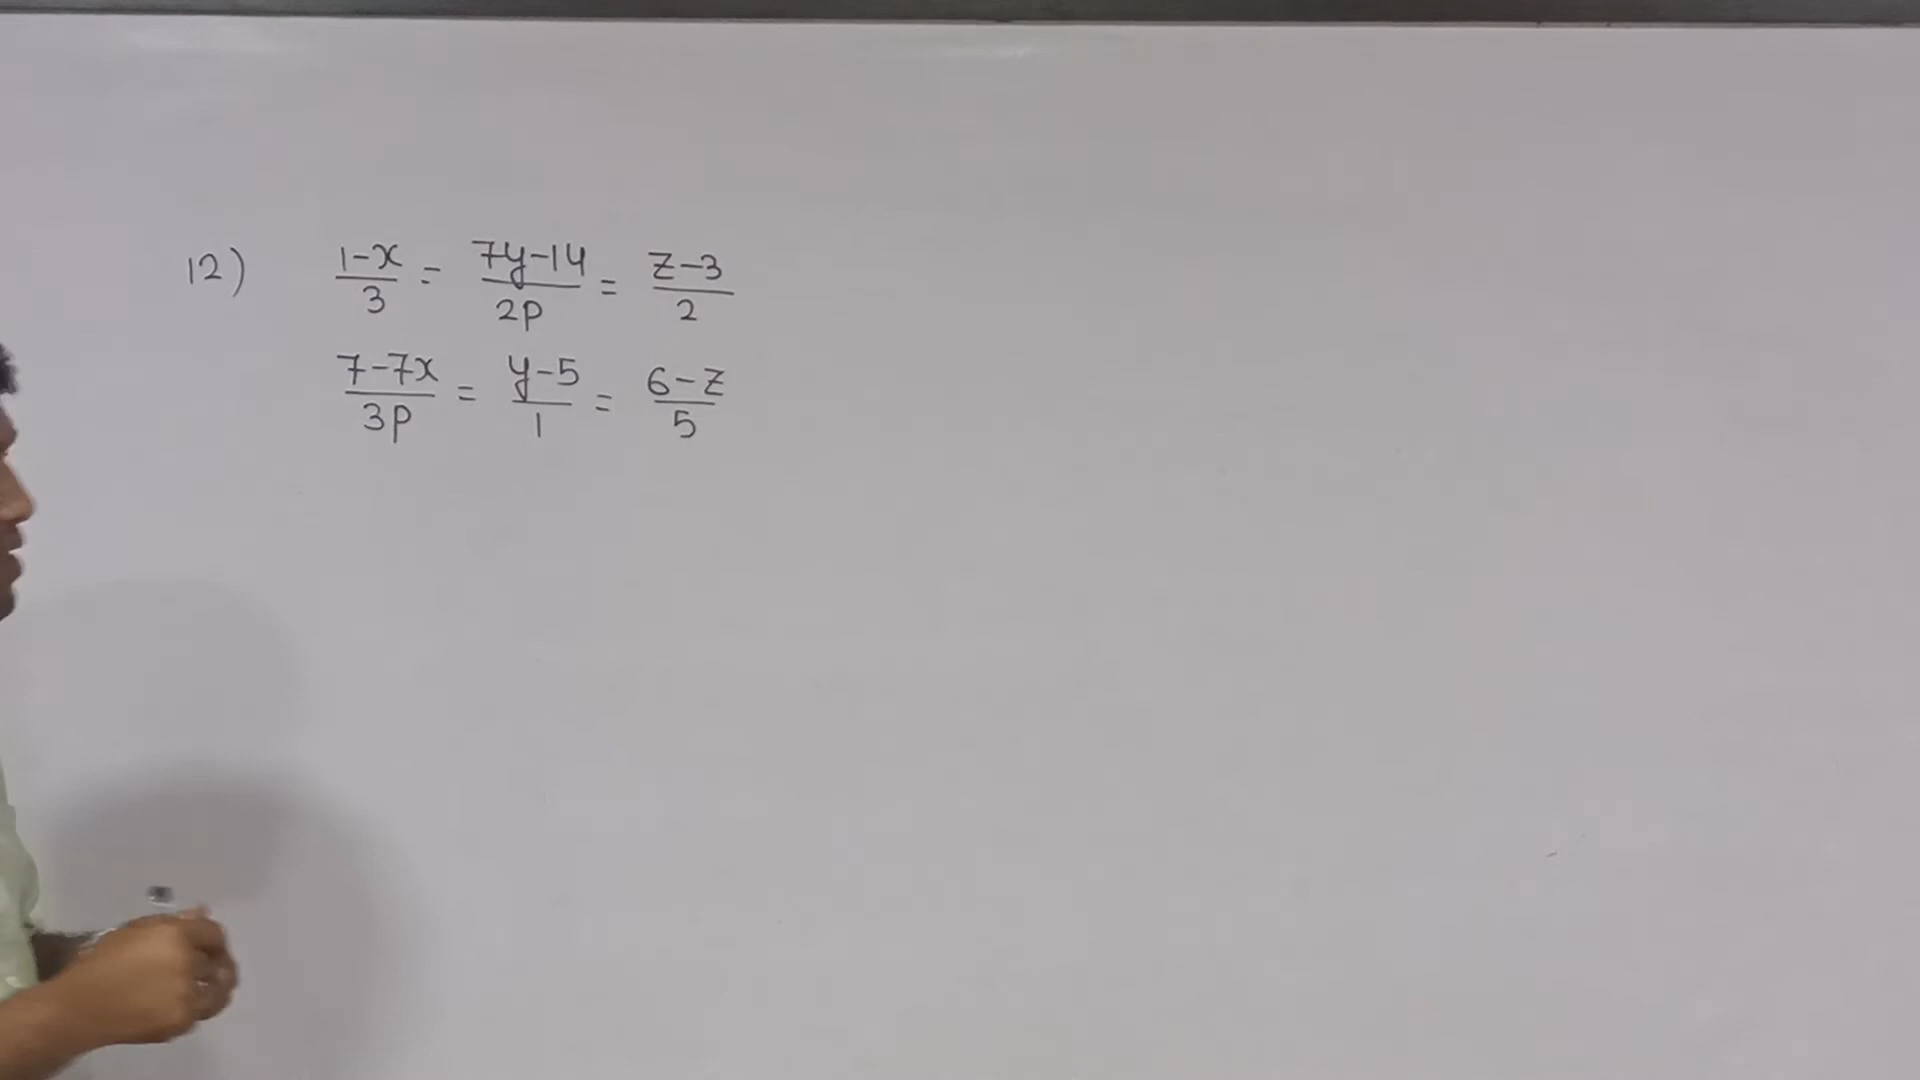 12) 1-x/3 = 7y-14/2p = z-3/2
7-7x/3p = y-5/1 = 6-z/5